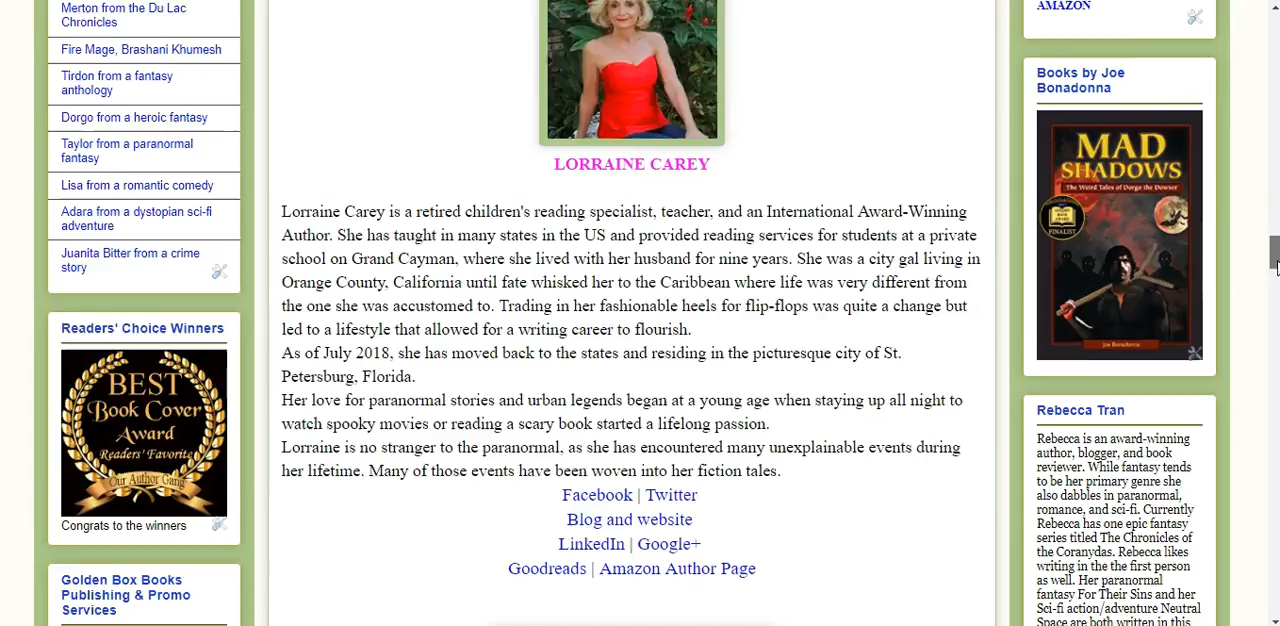 Merton from the Du Lac
Chronicles
Fire Mage, Brashani Khumesh
Tirdon from a fantasy
anthology
Dorgo from a heroic fantasy
Taylor from a paranormal
fantasy
Lisa from a romantic comedy
Adara from a dystopian sci-fi
adventure
Juanita Bitter from a crime
story
Readers' Choice Winners
BEST
Book Cover
Award
Readers' Favorite
Our Author Gang
Congrats to the winners
Golden Box Books
Publishing & Promo
Services
LORRAINE CAREY
Lorraine Carey is a retired children's reading specialist, teacher, and an International Award-Winning
Author. She has taught in many states in the US and provided reading services for students at a private
school on Grand Cayman, where she lived with her husband for nine years. She was a city gal living in
Orange County, California until fate whisked her to the Caribbean where life was very different from
the one she was accustomed to. Trading in her fashionable heels for flip-flops was quite a change but
led to a lifestyle that allowed for a writing career to flourish.
As of July 2018, she has moved back to the states and residing in the picturesque city of St.
Petersburg, Florida.
Her love for paranormal stories and urban legends began at a young age when staying up all night to
watch spooky movies or reading a scary book started a lifelong passion.
Lorraine is no stranger to the paranormal, as she has encountered many unexplainable events during
her lifetime. Many of those events have been woven into her fiction tales.
Facebook | Twitter
Blog and website
LinkedIn | Google+
Goodreads | Amazon Author Page
AMAZON
Books by Joe
Bonadonna
MAD
SHADOWS
The Weird Tales of Dorgo the Dowser
FINALIST
Joe Bonadonna
Rebecca Tran
Rebecca is an award-winning
author, blogger, and book
reviewer. While fantasy tends
to be her primary genre she
also dabbles in paranormal,
romance, and sci-fi. Currently
Rebecca has one epic fantasy
series titled The Chronicles of
the Coranydas. Rebecca likes
writing in the the first person
as well. Her paranormal
fantasy For Their Sins and her
Sci-fi action/adventure Neutral
Space are both written in this